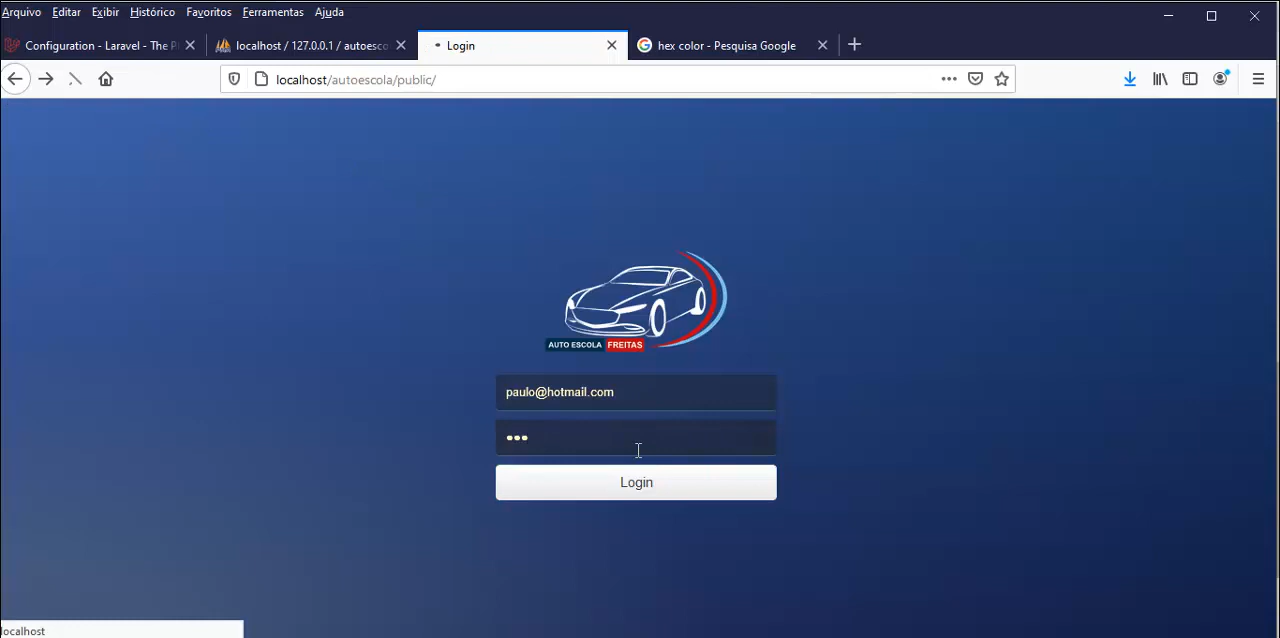 Arquivo Editar Exibir Histórico Favoritos Ferramentas Ajuda
Configuration - Laravel - The P localhost / 127.0.0.1 / autoesco Login hex color - Pesquisa Google
localhost/autoescola/public/
AUTO ESCOLA FREITAS
paulo@hotmail.com
Login
localhost